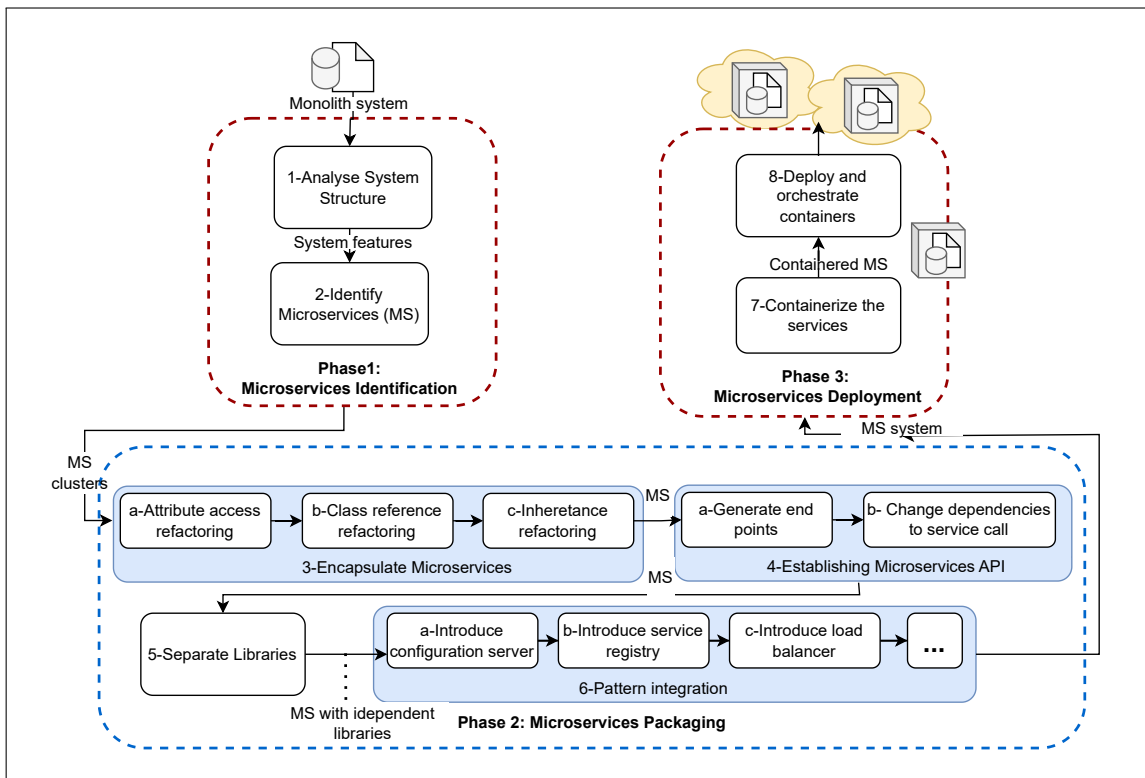 Monolith system
1-Analyse System
Structure
System features
2-Identify
Microservices (MS)
Phase1:
Microservices Identification
MS
clusters
a-Attribute access
refactoring
b-Class reference
refactoring
c-Inheretance
refactoring
3-Encapsulate Microservices
MS
a-Generate end
points
b- Change dependencies
to service call
4-Establishing Microservices API
MS
5-Separate Libraries
MS with idependent
libraries
a-Introduce
configuration server
b-Introduce service
registry
c-Introduce load
balancer
...
6-Pattern integration
Phase 2: Microservices Packaging
MS system
Phase 3:
Microservices Deployment
7-Containerize the
services
Containered MS
8-Deploy and
orchestrate
containers